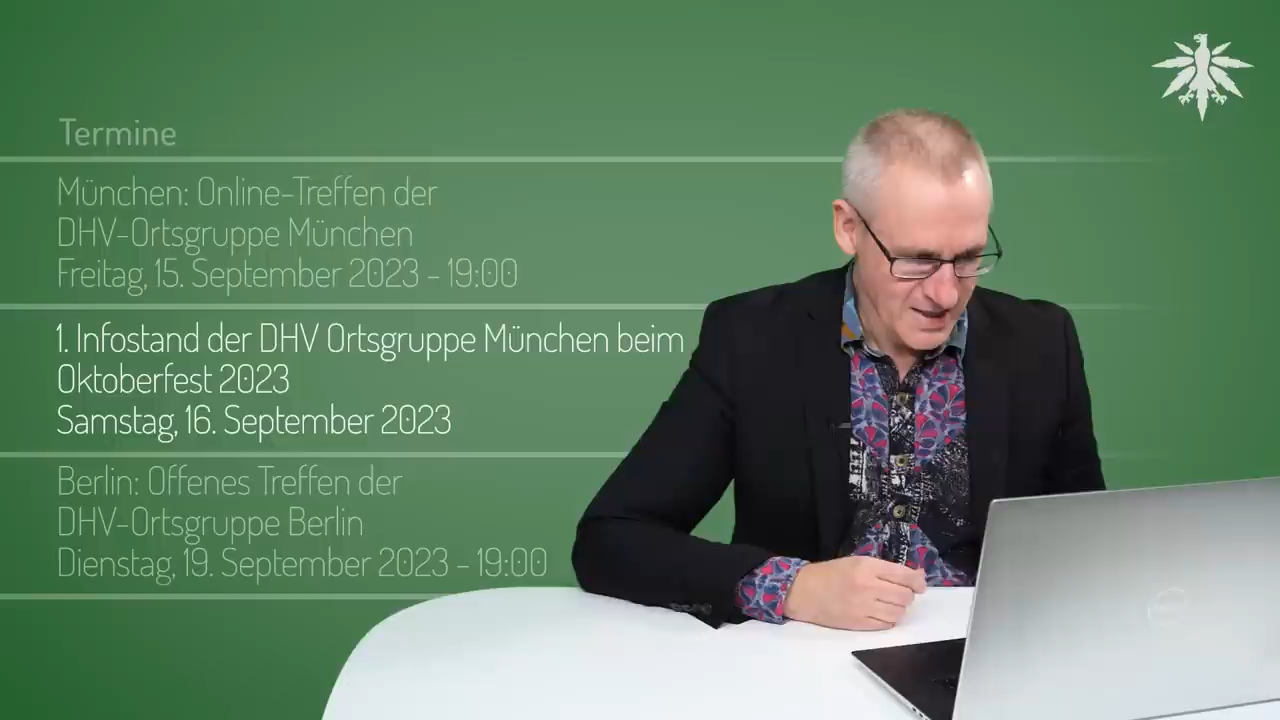 Termine
München: Online-Treffen der
DHV-Ortsgruppe München
Freitag, 15. September 2023 - 19:00
1. Infostand der DHV Ortsgruppe München beim
Oktoberfest 2023
Samstag, 16. September 2023
Berlin: Offenes Treffen der
DHV-Ortsgruppe Berlin
Dienstag, 19. September 2023 - 19:00